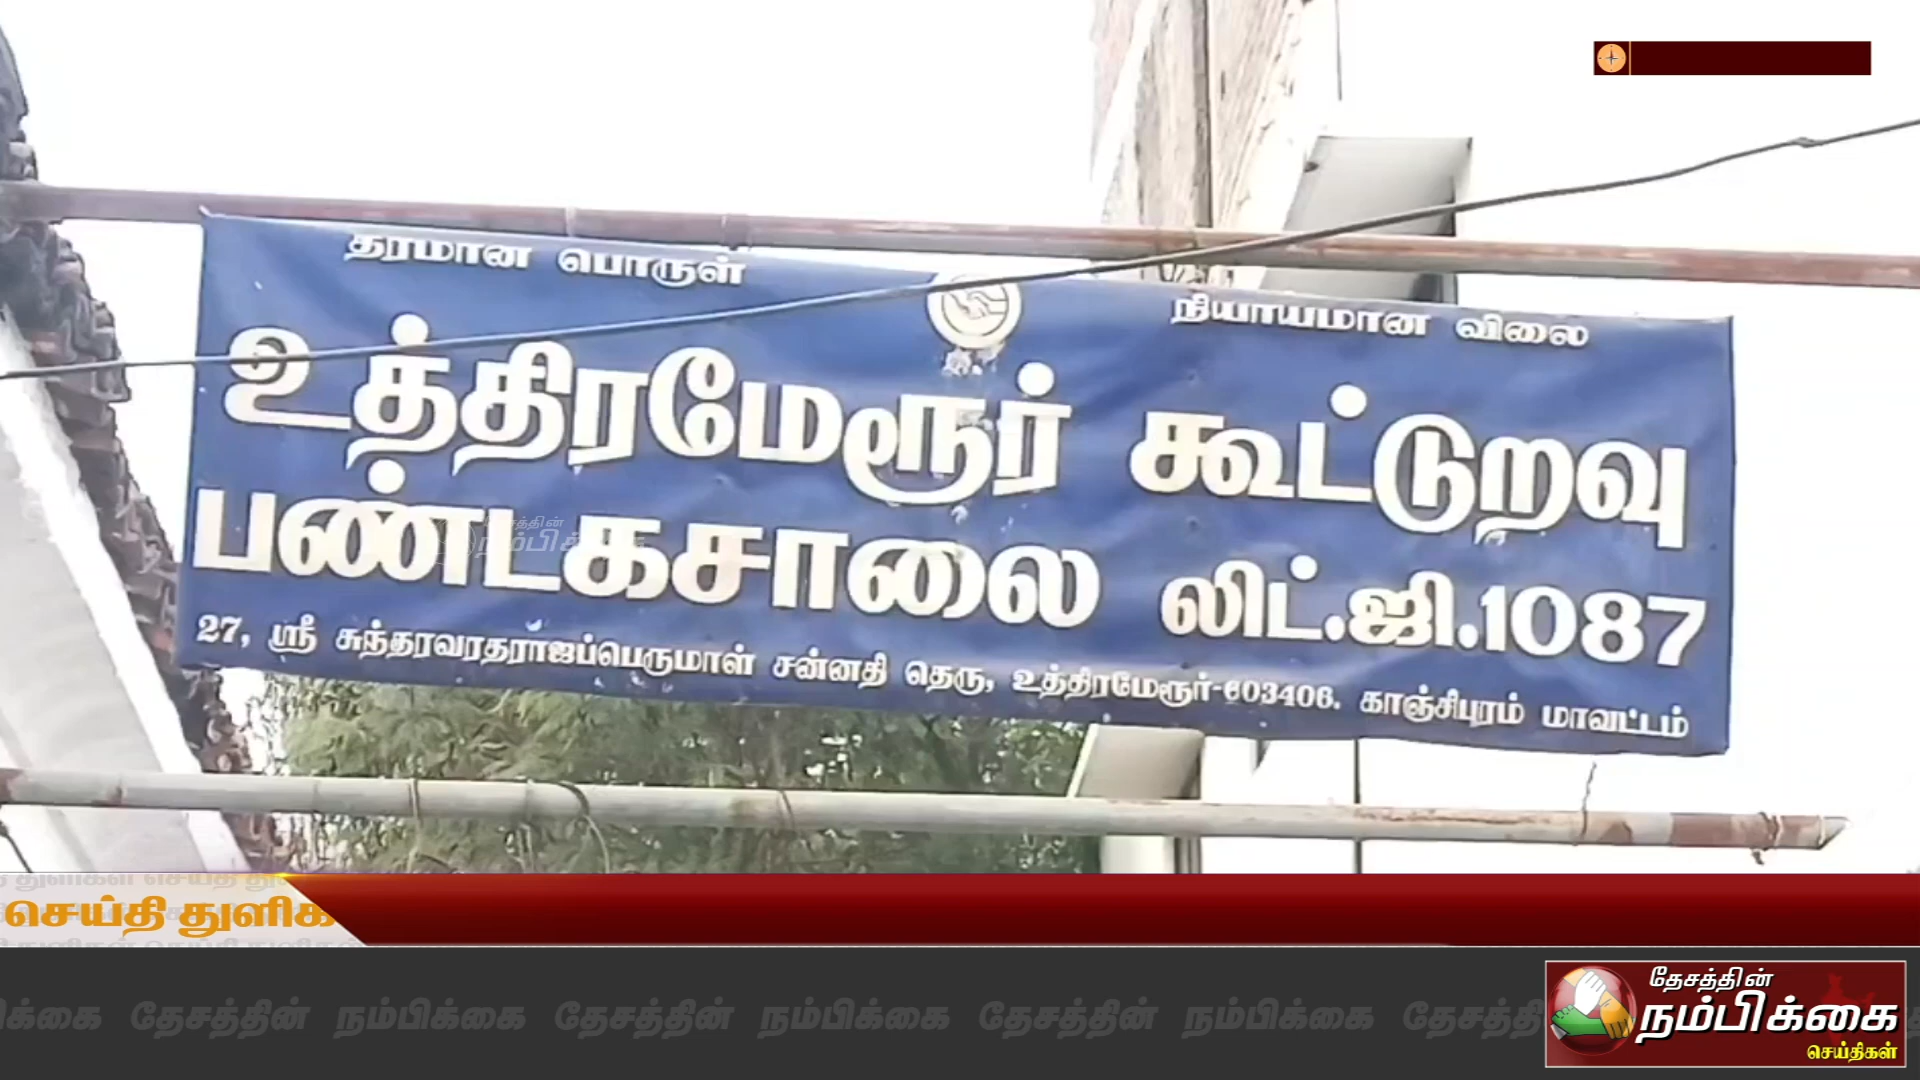 தரமான பொருள்
நியாயமான விலை
உத்திரமேரூர் கூட்டுறவு
பண்டகசாலை லிட்.ஜி.1087
27, ஸ்ரீ சுந்தரவரதராஜப்பெருமாள் சன்னதி தெரு, உத்திரமேரூர்-603406. காஞ்சிபுரம் மாவட்டம்
தேசத்தின்
நம்பிக்கை
செய்தி துளிக
தேசத்தின் நம்பிக்கை தேசத்தின் நம்பிக்கை தேசத்தின் நம்பிக்கை
தேசத்தின்
நம்பிக்கை
செய்திகள்